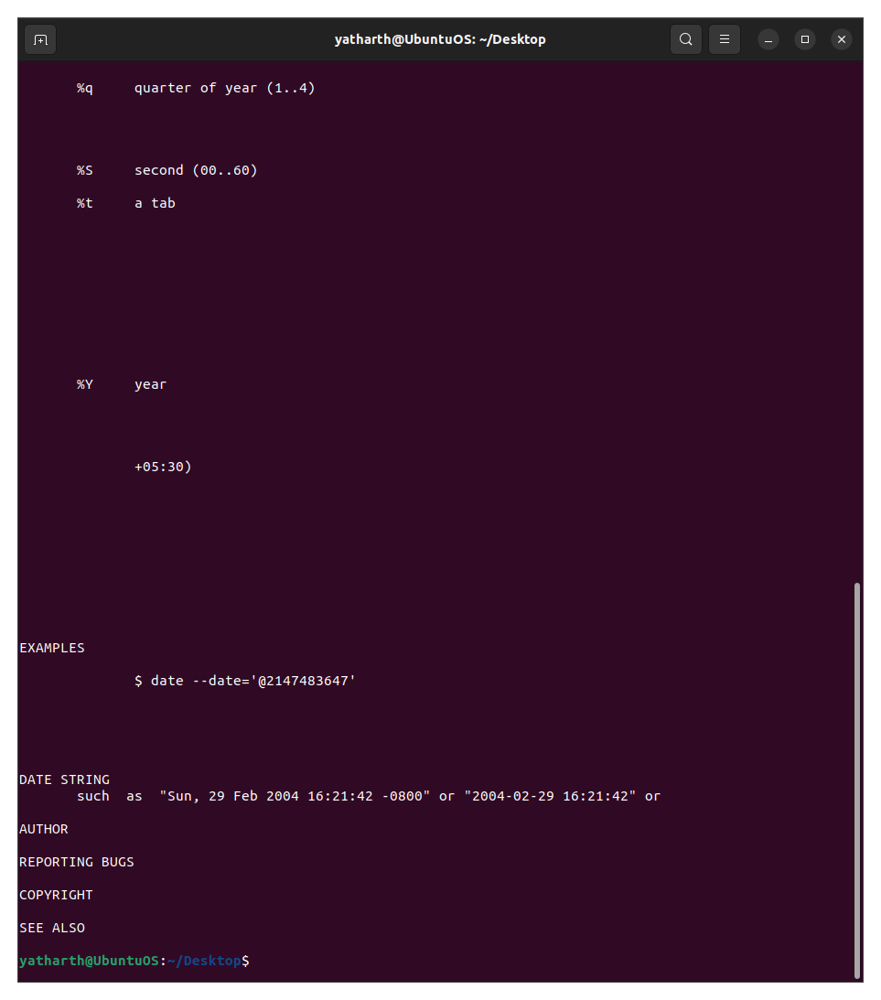 yatharth@UbuntuOS: ~/Desktop
%q quarter of year (1..4)
%S second (00..60)
%t a tab
%Y year
+05:30)
EXAMPLES
$ date --date='@2147483647'
DATE STRING
such as "Sun, 29 Feb 2004 16:21:42 -0800" or "2004-02-29 16:21:42" or
AUTHOR
REPORTING BUGS
COPYRIGHT
SEE ALSO
yatharth@UbuntuOS:~/Desktop$